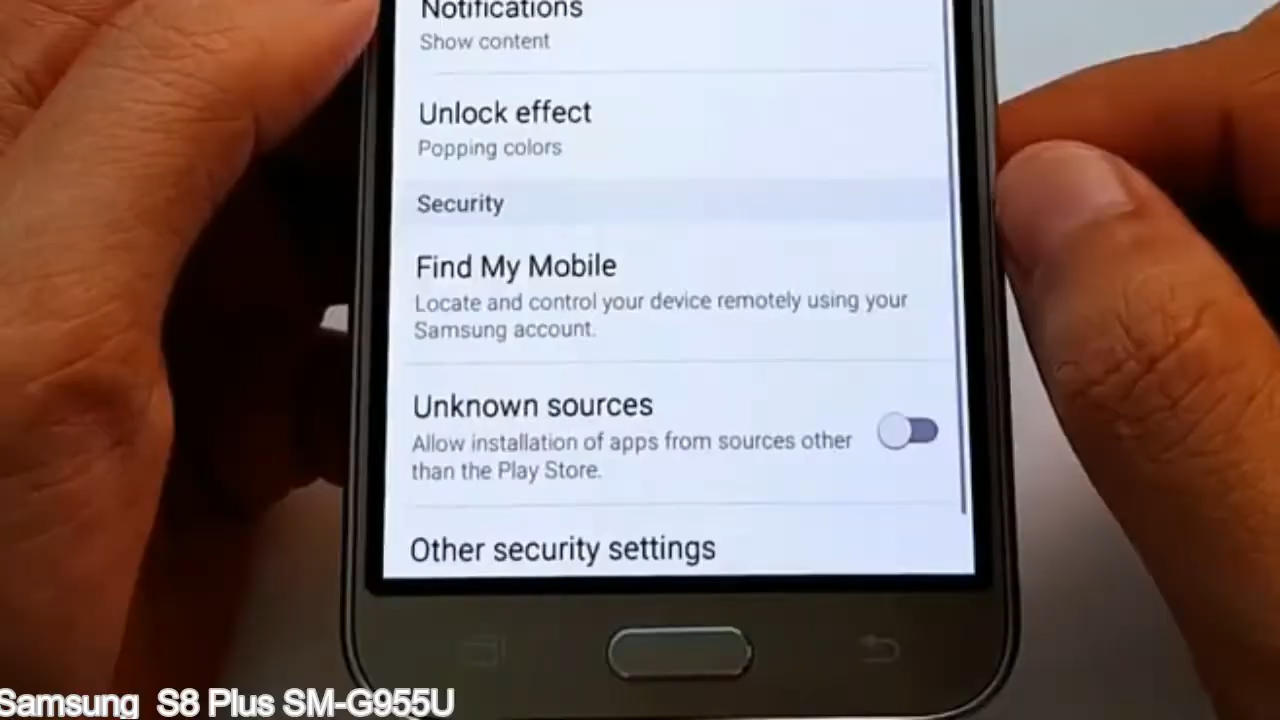 Notifications
Show content
Unlock effect
Popping colors
Security
Find My Mobile
Locate and control your device remotely using your
Samsung account.
Unknown sources
Allow installation of apps from sources other
than the Play Store.
Other security settings
Samsung S8 Plus SM-G955U